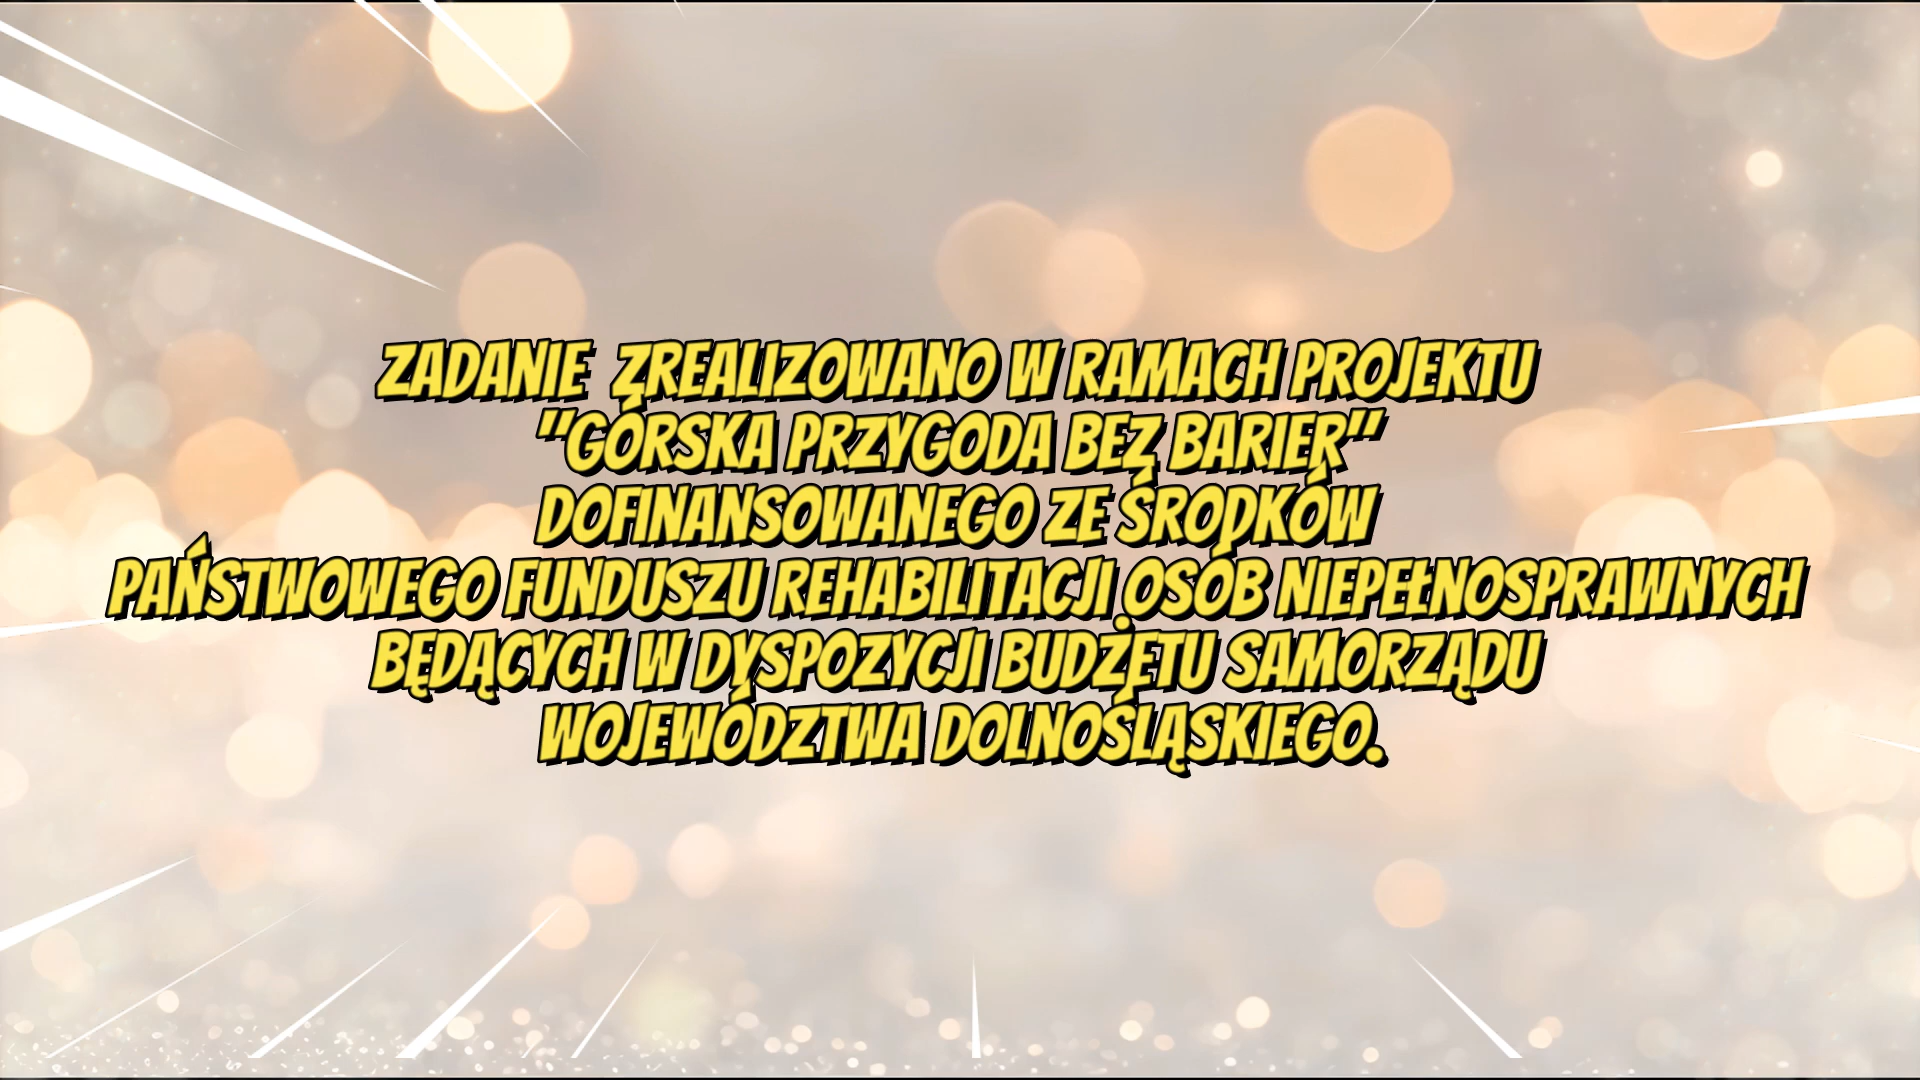 ZADANIE ZREALIZOWANO W RAMACH PROJEKTU
"GÓRSKA PRZYGODA BEZ BARIER"
DOFINANSOWANEGO ZE ŚRODKÓW
PAŃSTWOWEGO FUNDUSZU REHABILITACJI OSÓB NIEPEŁNOSPRAWNYCH
BĘDĄCYCH W DYSPOZYCJI BUDŻETU SAMORZĄDU
WOJEWÓDZTWA DOLNOŚLĄSKIEGO.